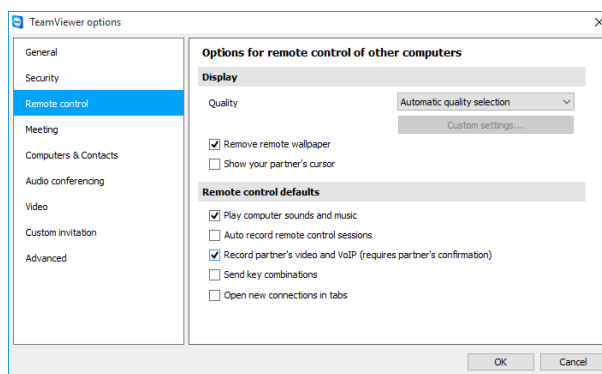 TeamViewer options
General
Security
Remote control
Meeting
Computers & Contacts
Audio conferencing
Video
Custom invitation
Advanced
Options for remote control of other computers
Display
Quality
Automatic quality selection
Custom settings...
Remove remote wallpaper
Show your partner's cursor
Remote control defaults
Play computer sounds and music
Auto record remote control sessions
Record partner's video and VoIP (requires partner's confirmation)
Send key combinations
Open new connections in tabs
OK
Cancel